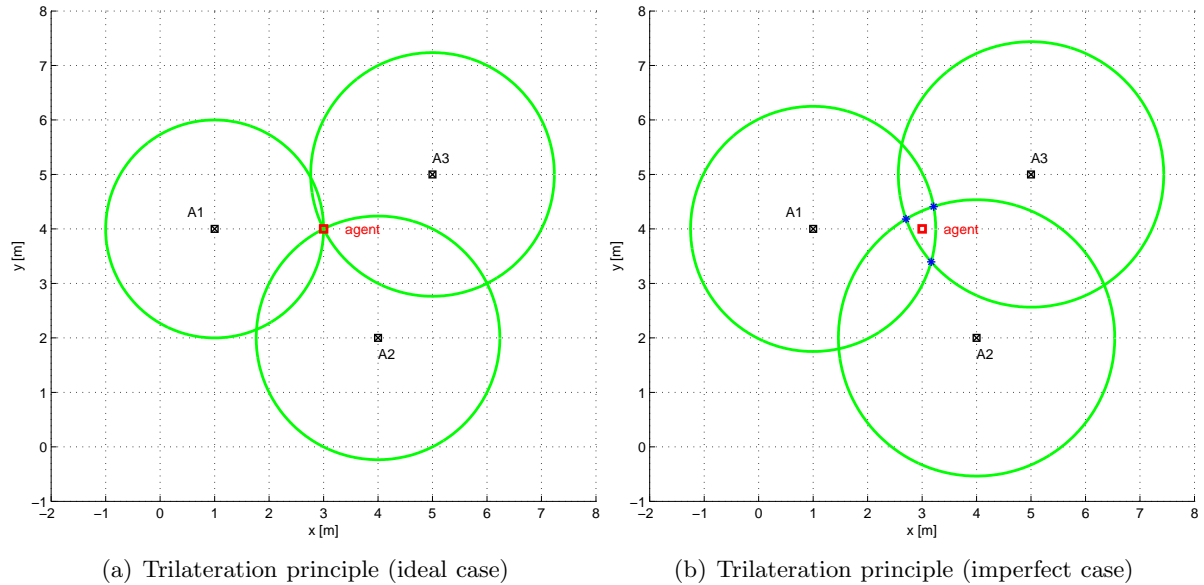 8
7
6
5
4
3
2
1
0
−1
y [m]
A1
A2
A3
agent
−2 −1 0 1 2 3 4 5 6 7 8
x [m]
(a) Trilateration principle (ideal case)
8
7
6
5
4
3
2
1
0
−1
y [m]
A1
A2
A3
agent
−2 −1 0 1 2 3 4 5 6 7 8
x [m]
(b) Trilateration principle (imperfect case)